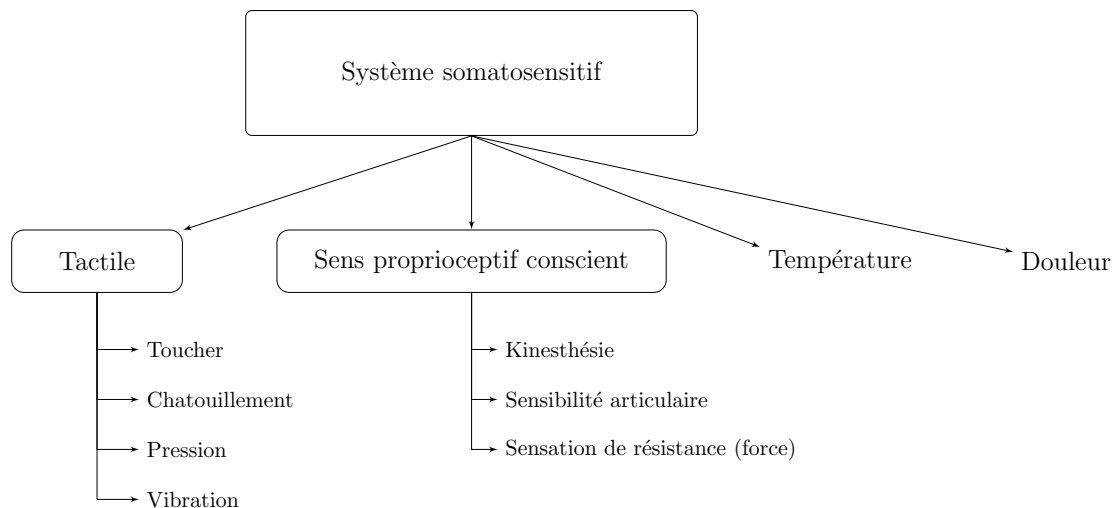 Système somatosensitif
Tactile
Sens proprioceptif conscient
Température
Douleur
Toucher
Chatouillement
Pression
Vibration
Kinesthésie
Sensibilité articulaire
Sensation de résistance (force)